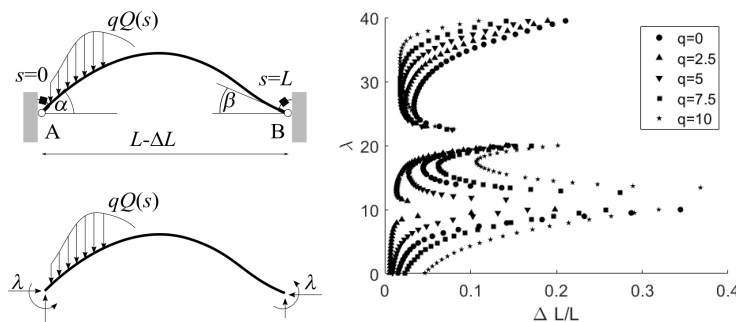 qQ(s)
s=0
s=L
α
β
A
B
L-ΔL
qQ(s)
λ
λ
40
30
20
10
0
λ
0
0.1
0.2
0.3
0.4
Δ L/L
q=0
q=2.5
q=5
q=7.5
q=10